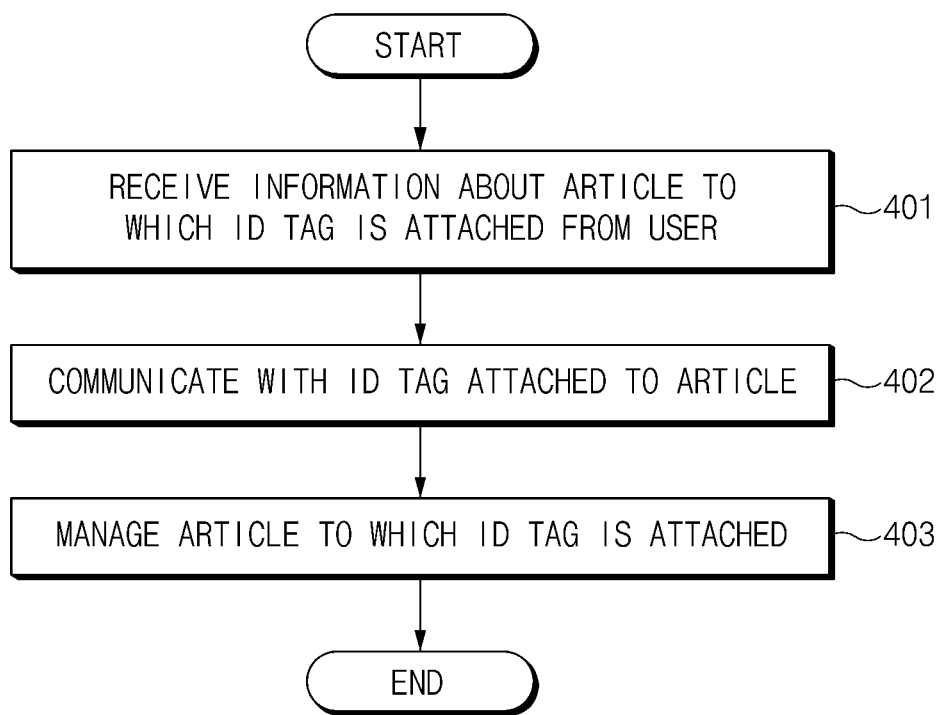 START
RECEIVE INFORMATION ABOUT ARTICLE TO
WHICH ID TAG IS ATTACHED FROM USER
401
COMMUNICATE WITH ID TAG ATTACHED TO ARTICLE
402
MANAGE ARTICLE TO WHICH ID TAG IS ATTACHED
403
END